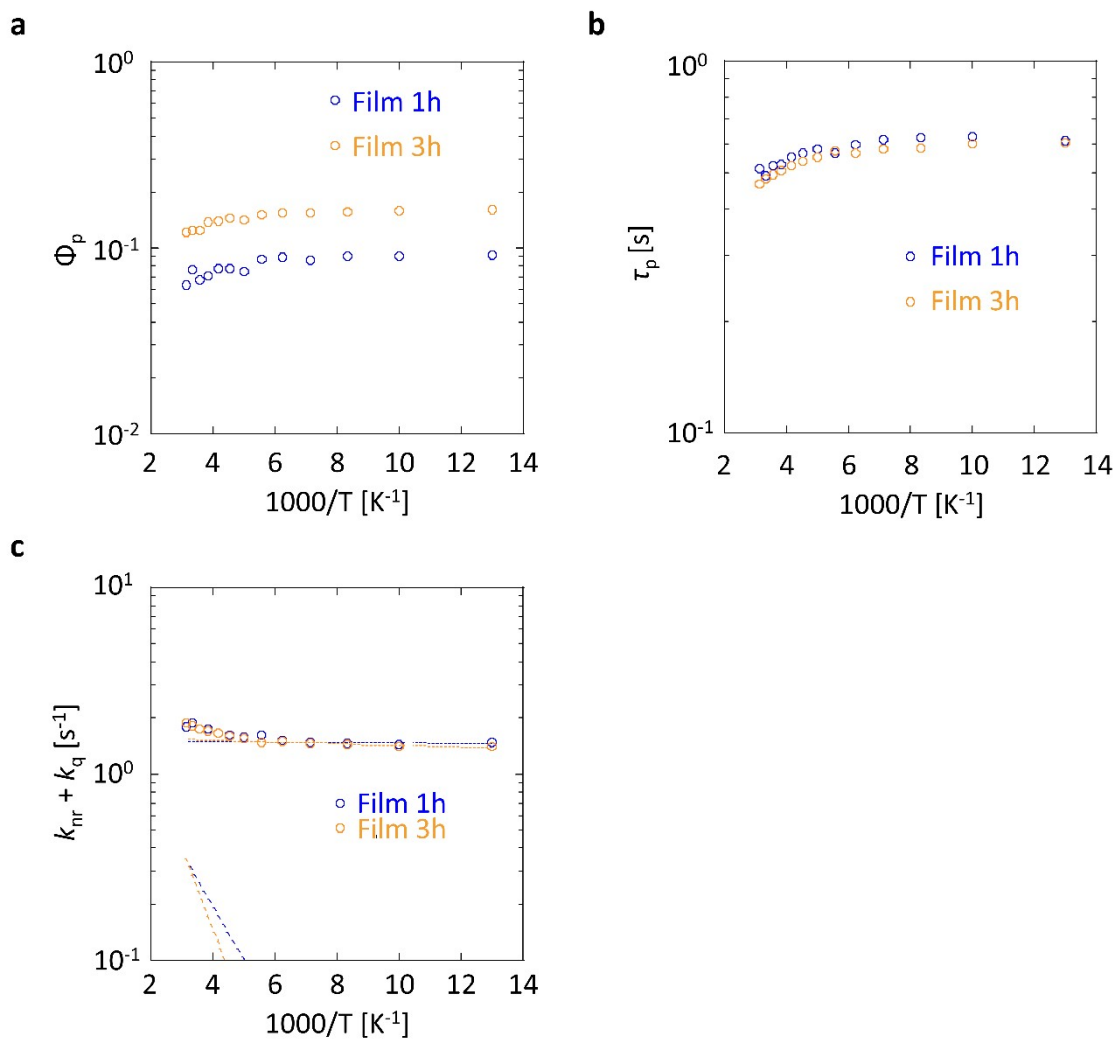 a
10⁰
10⁻¹
10⁻²
Φₚ
Film 1h
Film 3h
2 4 6 8 10 12 14
1000/T [K⁻¹]
b
10⁰
10⁻¹
τₚ [s]
Film 1h
Film 3h
2 4 6 8 10 12 14
1000/T [K⁻¹]
c
10¹
10⁰
10⁻¹
k_nr + k_q [s⁻¹]
Film 1h
Film 3h
2 4 6 8 10 12 14
1000/T [K⁻¹]